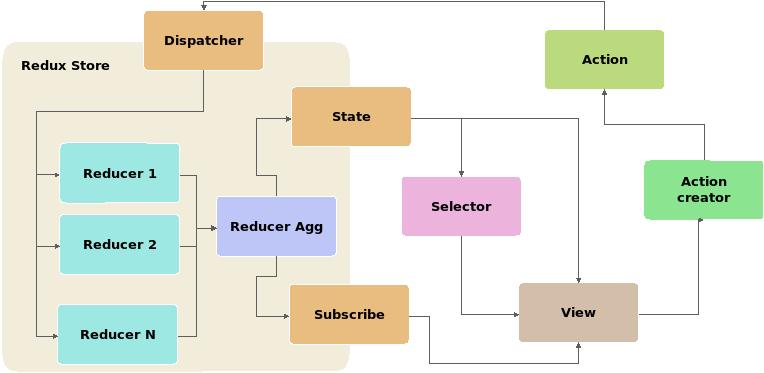 Dispatcher
Redux Store
Action
State
Reducer 1
Action
creator
Selector
Reducer Agg
Reducer 2
Subscribe
View
Reducer N